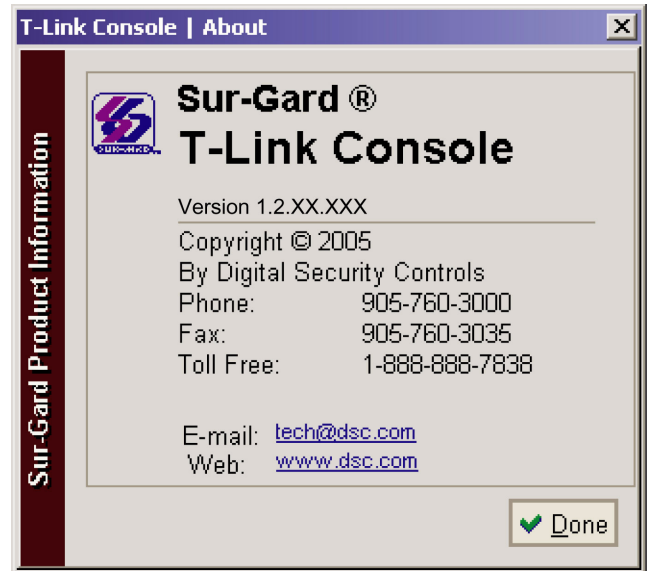 T-Link Console | About
Sur-Gard Product Information
Sur-Gard ®
T-Link Console
SUR-GARD
Version 1.2.XX.XXX
Copyright © 2005
By Digital Security Controls
Phone: 905-760-3000
Fax: 905-760-3035
Toll Free: 1-888-888-7838
E-mail: tech@dsc.com
Web: www.dsc.com
Done